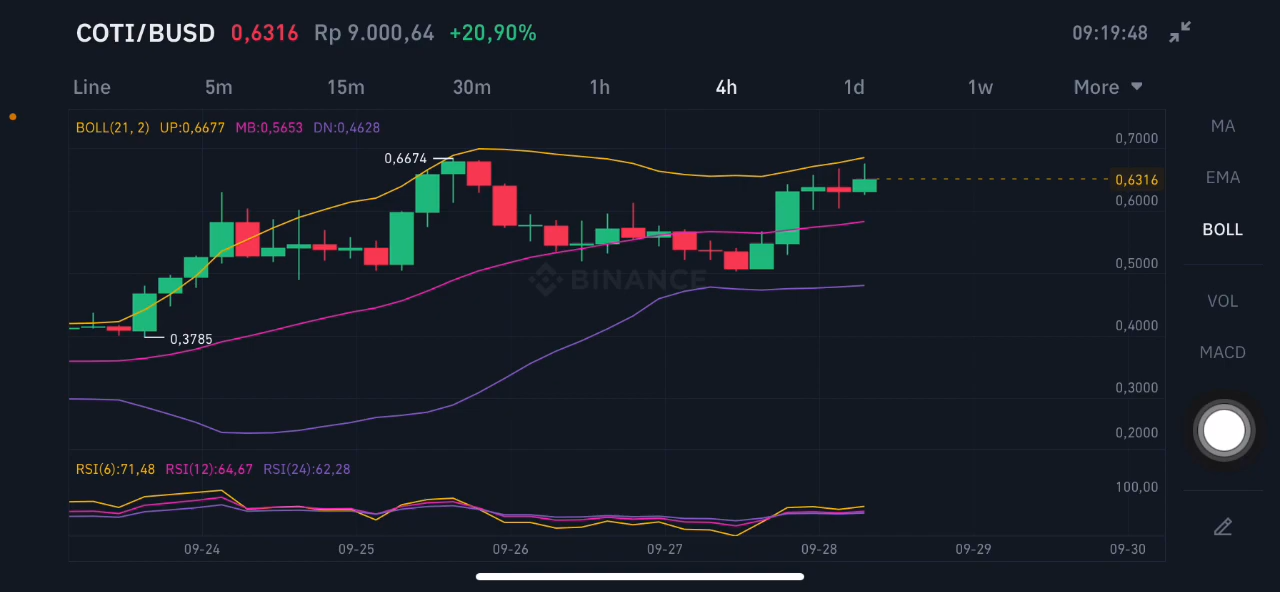 COTI/BUSD 0,6316 Rp 9.000,64 +20,90% 09:19:48
Line 5m 15m 30m 1h 4h 1d 1w More
BOLL(21, 2) UP:0,6677 MB:0,5653 DN:0,4628
MA
0,7000
0,6674
EMA
0,6316
0,6000
BOLL
0,5000
BINANCE
VOL
0,4000
0,3785
MACD
0,3000
0,2000
RSI(6):71,48 RSI(12):64,67 RSI(24):62,28
100,00
09-24 09-25 09-26 09-27 09-28 09-29 09-30